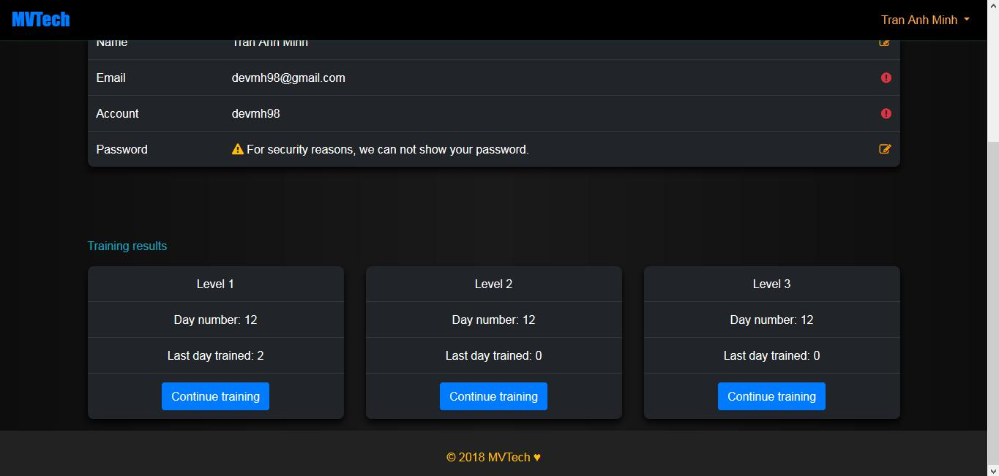 MVTech
Tran Anh Minh
Name Tran Anh Minh
Email devmh98@gmail.com
Account devmh98
Password For security reasons, we can not show your password.
Training results
Level 1 Level 2 Level 3
Day number: 12 Day number: 12 Day number: 12
Last day trained: 2 Last day trained: 0 Last day trained: 0
Continue training Continue training Continue training
© 2018 MVTech ♥